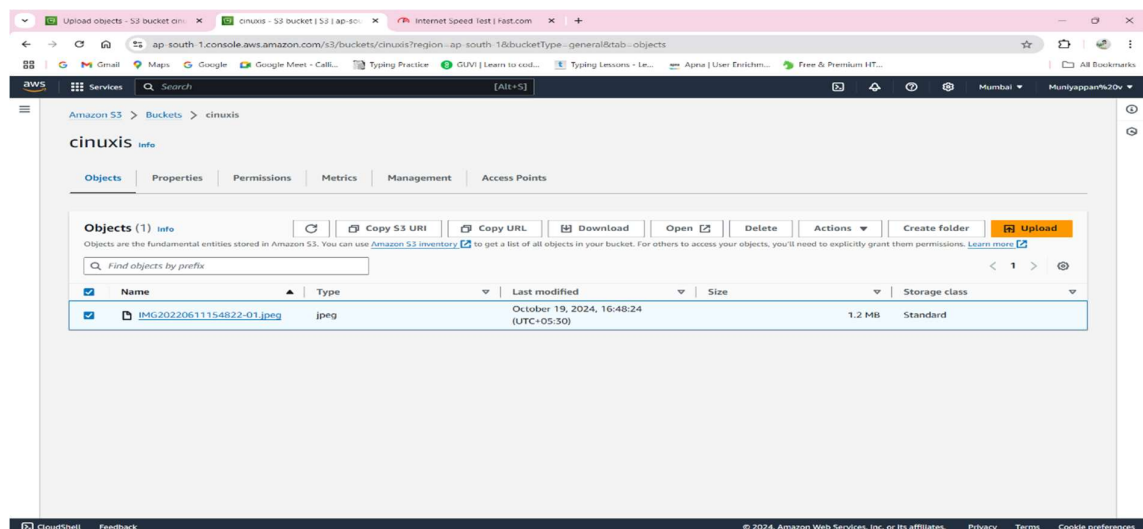 Upload objects - S3 bucket cin
cinuxis - S3 bucket | S3 | ap-so
Internet Speed Test | Fast.com
ap-south-1.console.aws.amazon.com/s3/buckets/cinuxis?region=ap-south-1&bucketType=general&tab=objects
Gmail Maps Google Google Meet - Calli... Typing Practice GUVI | Learn to cod... Typing Lessons - Le... Apna | User Enrichm... Free & Premium HT... All Bookmarks
aws Services Search [Alt+S] Mumbai Muniyappan%20v
Amazon S3 > Buckets > cinuxis
cinuxis Info
Objects Properties Permissions Metrics Management Access Points
Objects (1) Info Copy S3 URI Copy URL Download Open Delete Actions Create folder Upload
Objects are the fundamental entities stored in Amazon S3. You can use Amazon S3 inventory to get a list of all objects in your bucket. For others to access your objects, you'll need to explicitly grant them permissions. Learn more
Find objects by prefix < 1 >
Name Type Last modified Size Storage class
IMG20220611154822-01.jpeg jpeg October 19, 2024, 16:48:24 1.2 MB Standard
(UTC+05:30)
CloudShell Feedback © 2024, Amazon Web Services, Inc. or its affiliates. Privacy Terms Cookie preferences